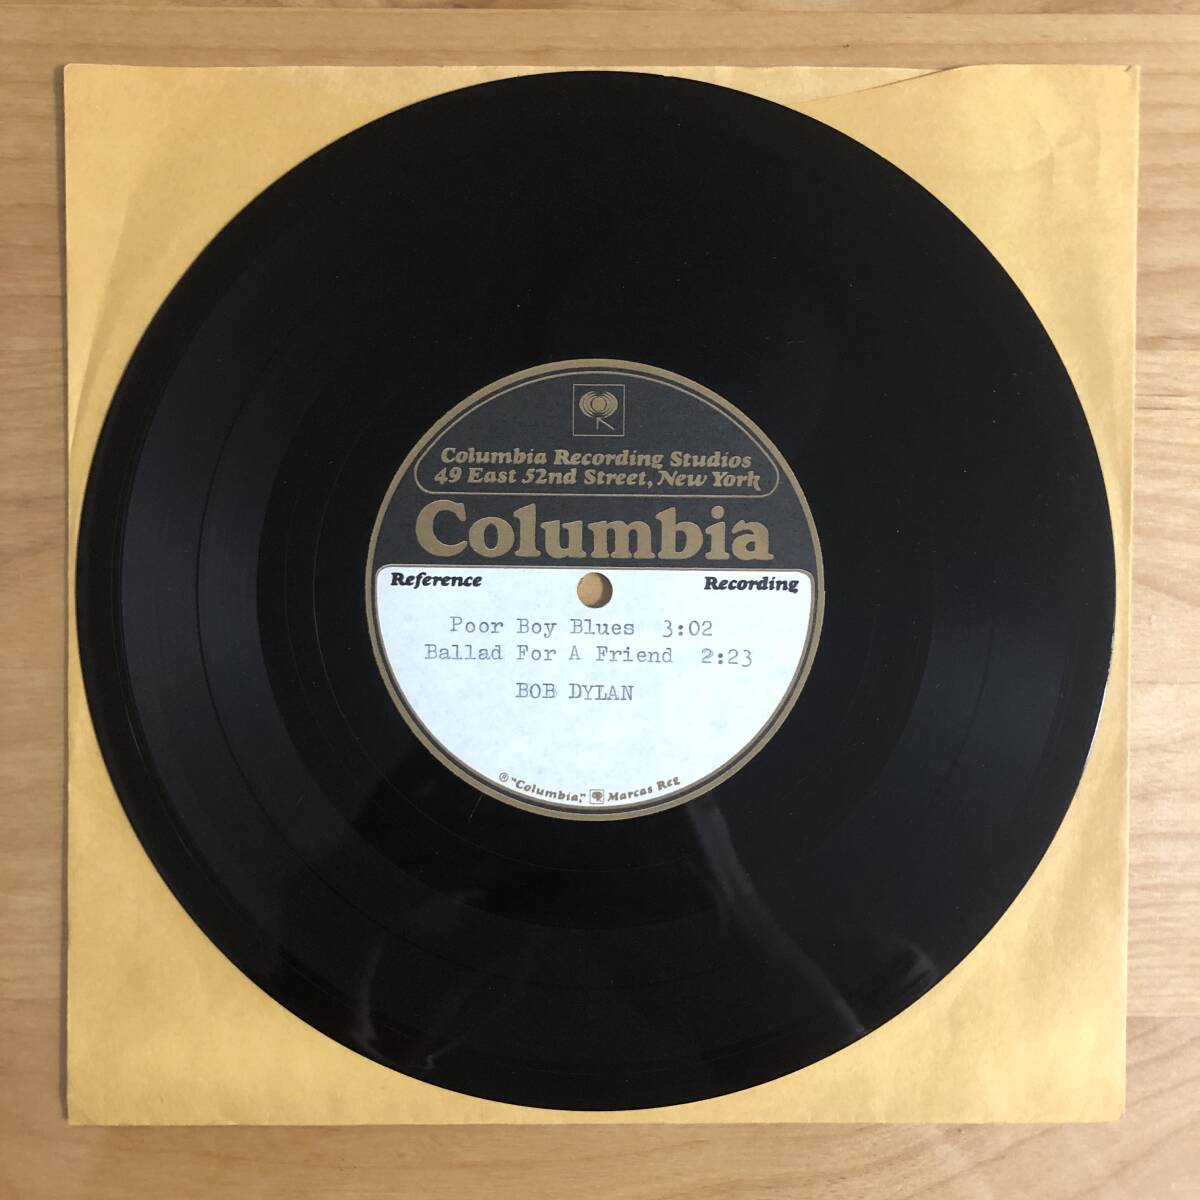 Columbia Recording Studios
49 East 52nd Street, New York
Columbia
Reference Recording
Poor Boy Blues 3:02
Ballad For A Friend 2:23
BOB DYLAN
® "Columbia," Marcas Reg